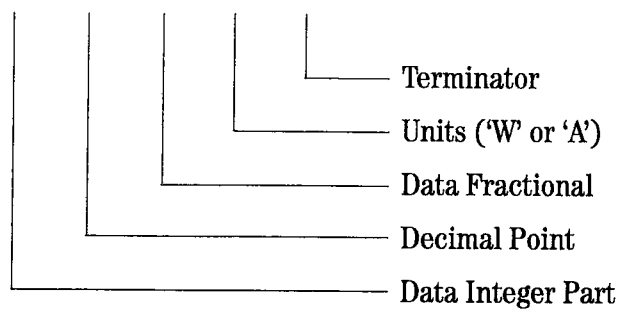 Terminator
Units (‘W’ or ‘A’)
Data Fractional
Decimal Point
Data Integer Part